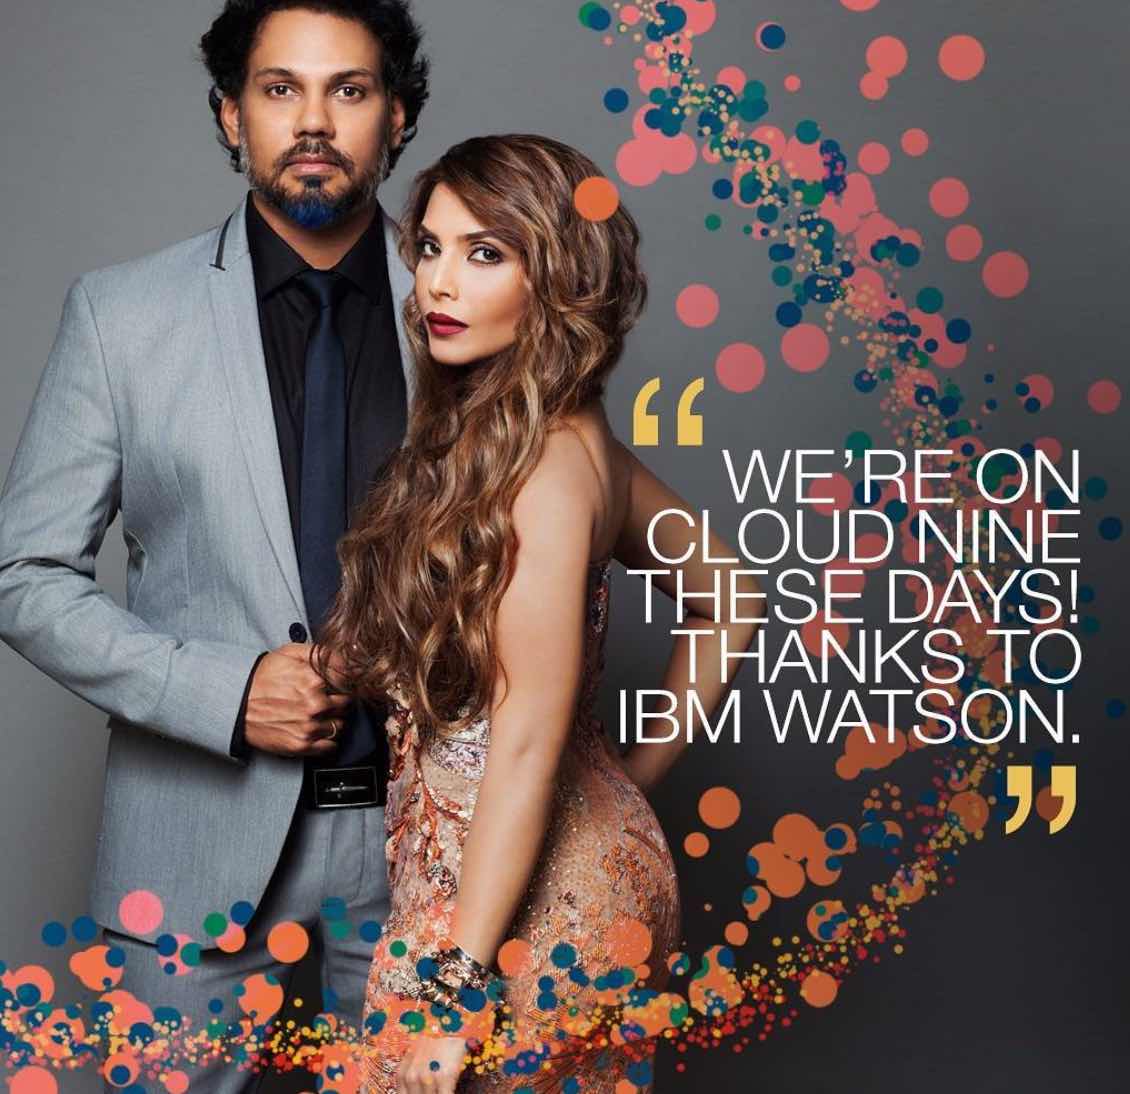 “
WE’RE ON
CLOUD NINE
THESE DAYS!
THANKS TO
IBM WATSON.
”